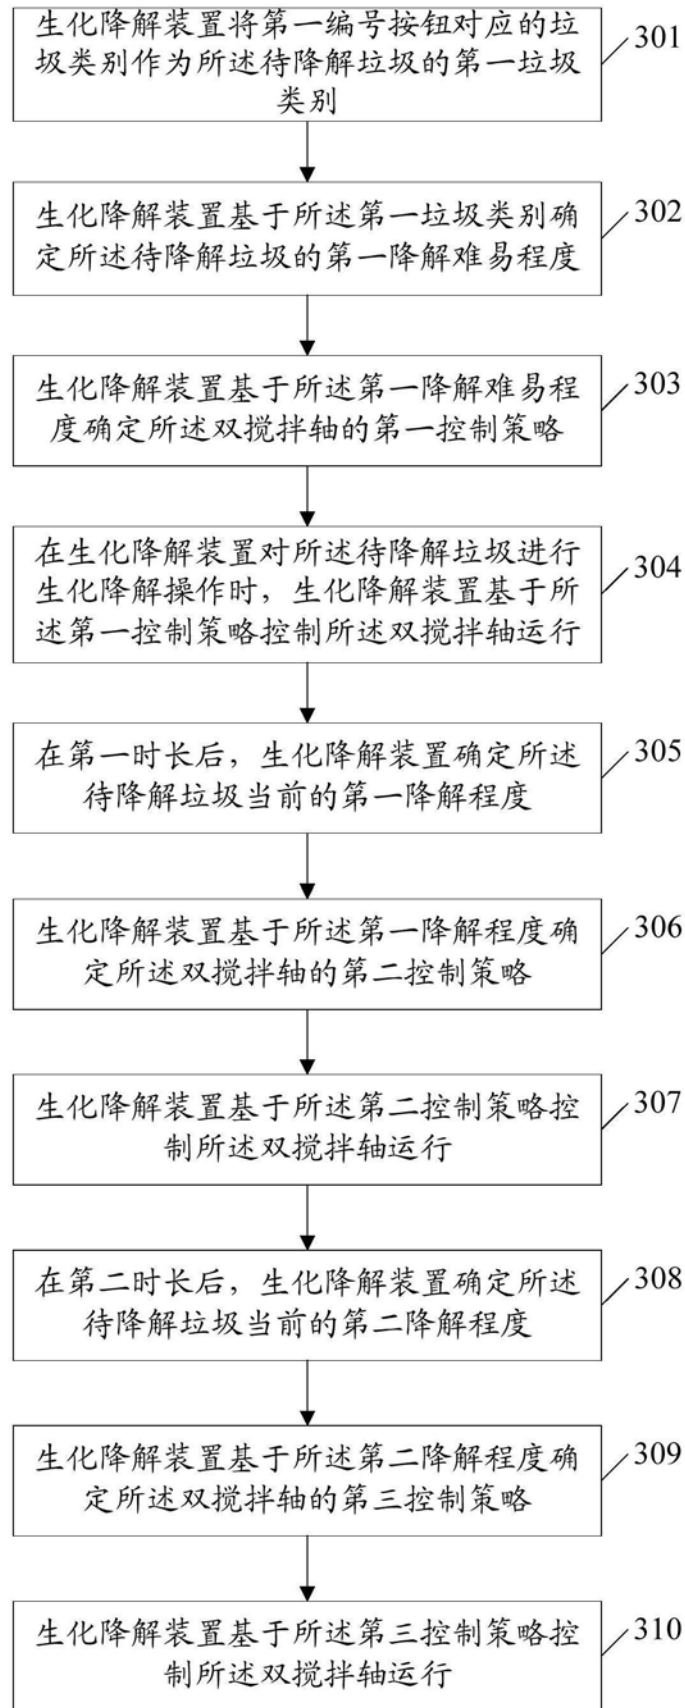 生化降解装置将第一编号按钮对应的垃
圾类别作为所述待降解垃圾的第一垃圾
类别
301
生化降解装置基于所述第一垃圾类别确
定所述待降解垃圾的第一降解难易程度
302
生化降解装置基于所述第一降解难易程
度确定所述双搅拌轴的第一控制策略
303
在生化降解装置对所述待降解垃圾进行
生化降解操作时，生化降解装置基于所
述第一控制策略控制所述双搅拌轴运行
304
在第一时长后，生化降解装置确定所述
待降解垃圾当前的第一降解程度
305
生化降解装置基于所述第一降解程度确
定所述双搅拌轴的第二控制策略
306
生化降解装置基于所述第二控制策略控
制所述双搅拌轴运行
307
在第二时长后，生化降解装置确定所述
待降解垃圾当前的第二降解程度
308
生化降解装置基于所述第二降解程度确
定所述双搅拌轴的第三控制策略
309
生化降解装置基于所述第三控制策略控
制所述双搅拌轴运行
310